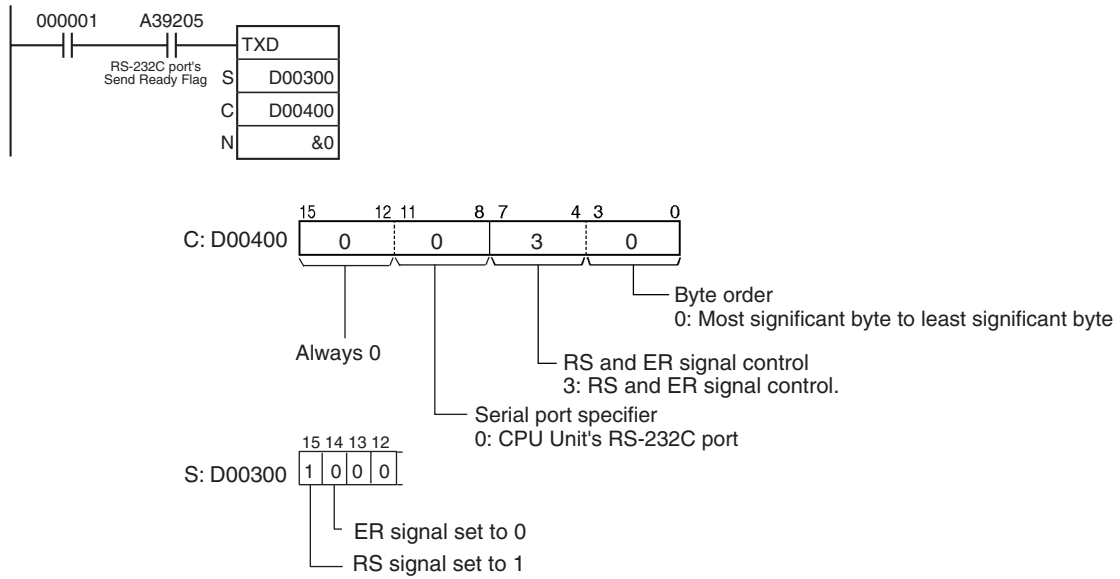 000001 A39205
TXD
RS-232C port's
Send Ready Flag
S D00300
C D00400
N &0
15 12 11 8 7 4 3 0
C: D00400 0 0 3 0
Byte order
0: Most significant byte to least significant byte
Always 0
RS and ER signal control
3: RS and ER signal control.
Serial port specifier
0: CPU Unit's RS-232C port
15 14 13 12
S: D00300 1 0 0 0
ER signal set to 0
RS signal set to 1